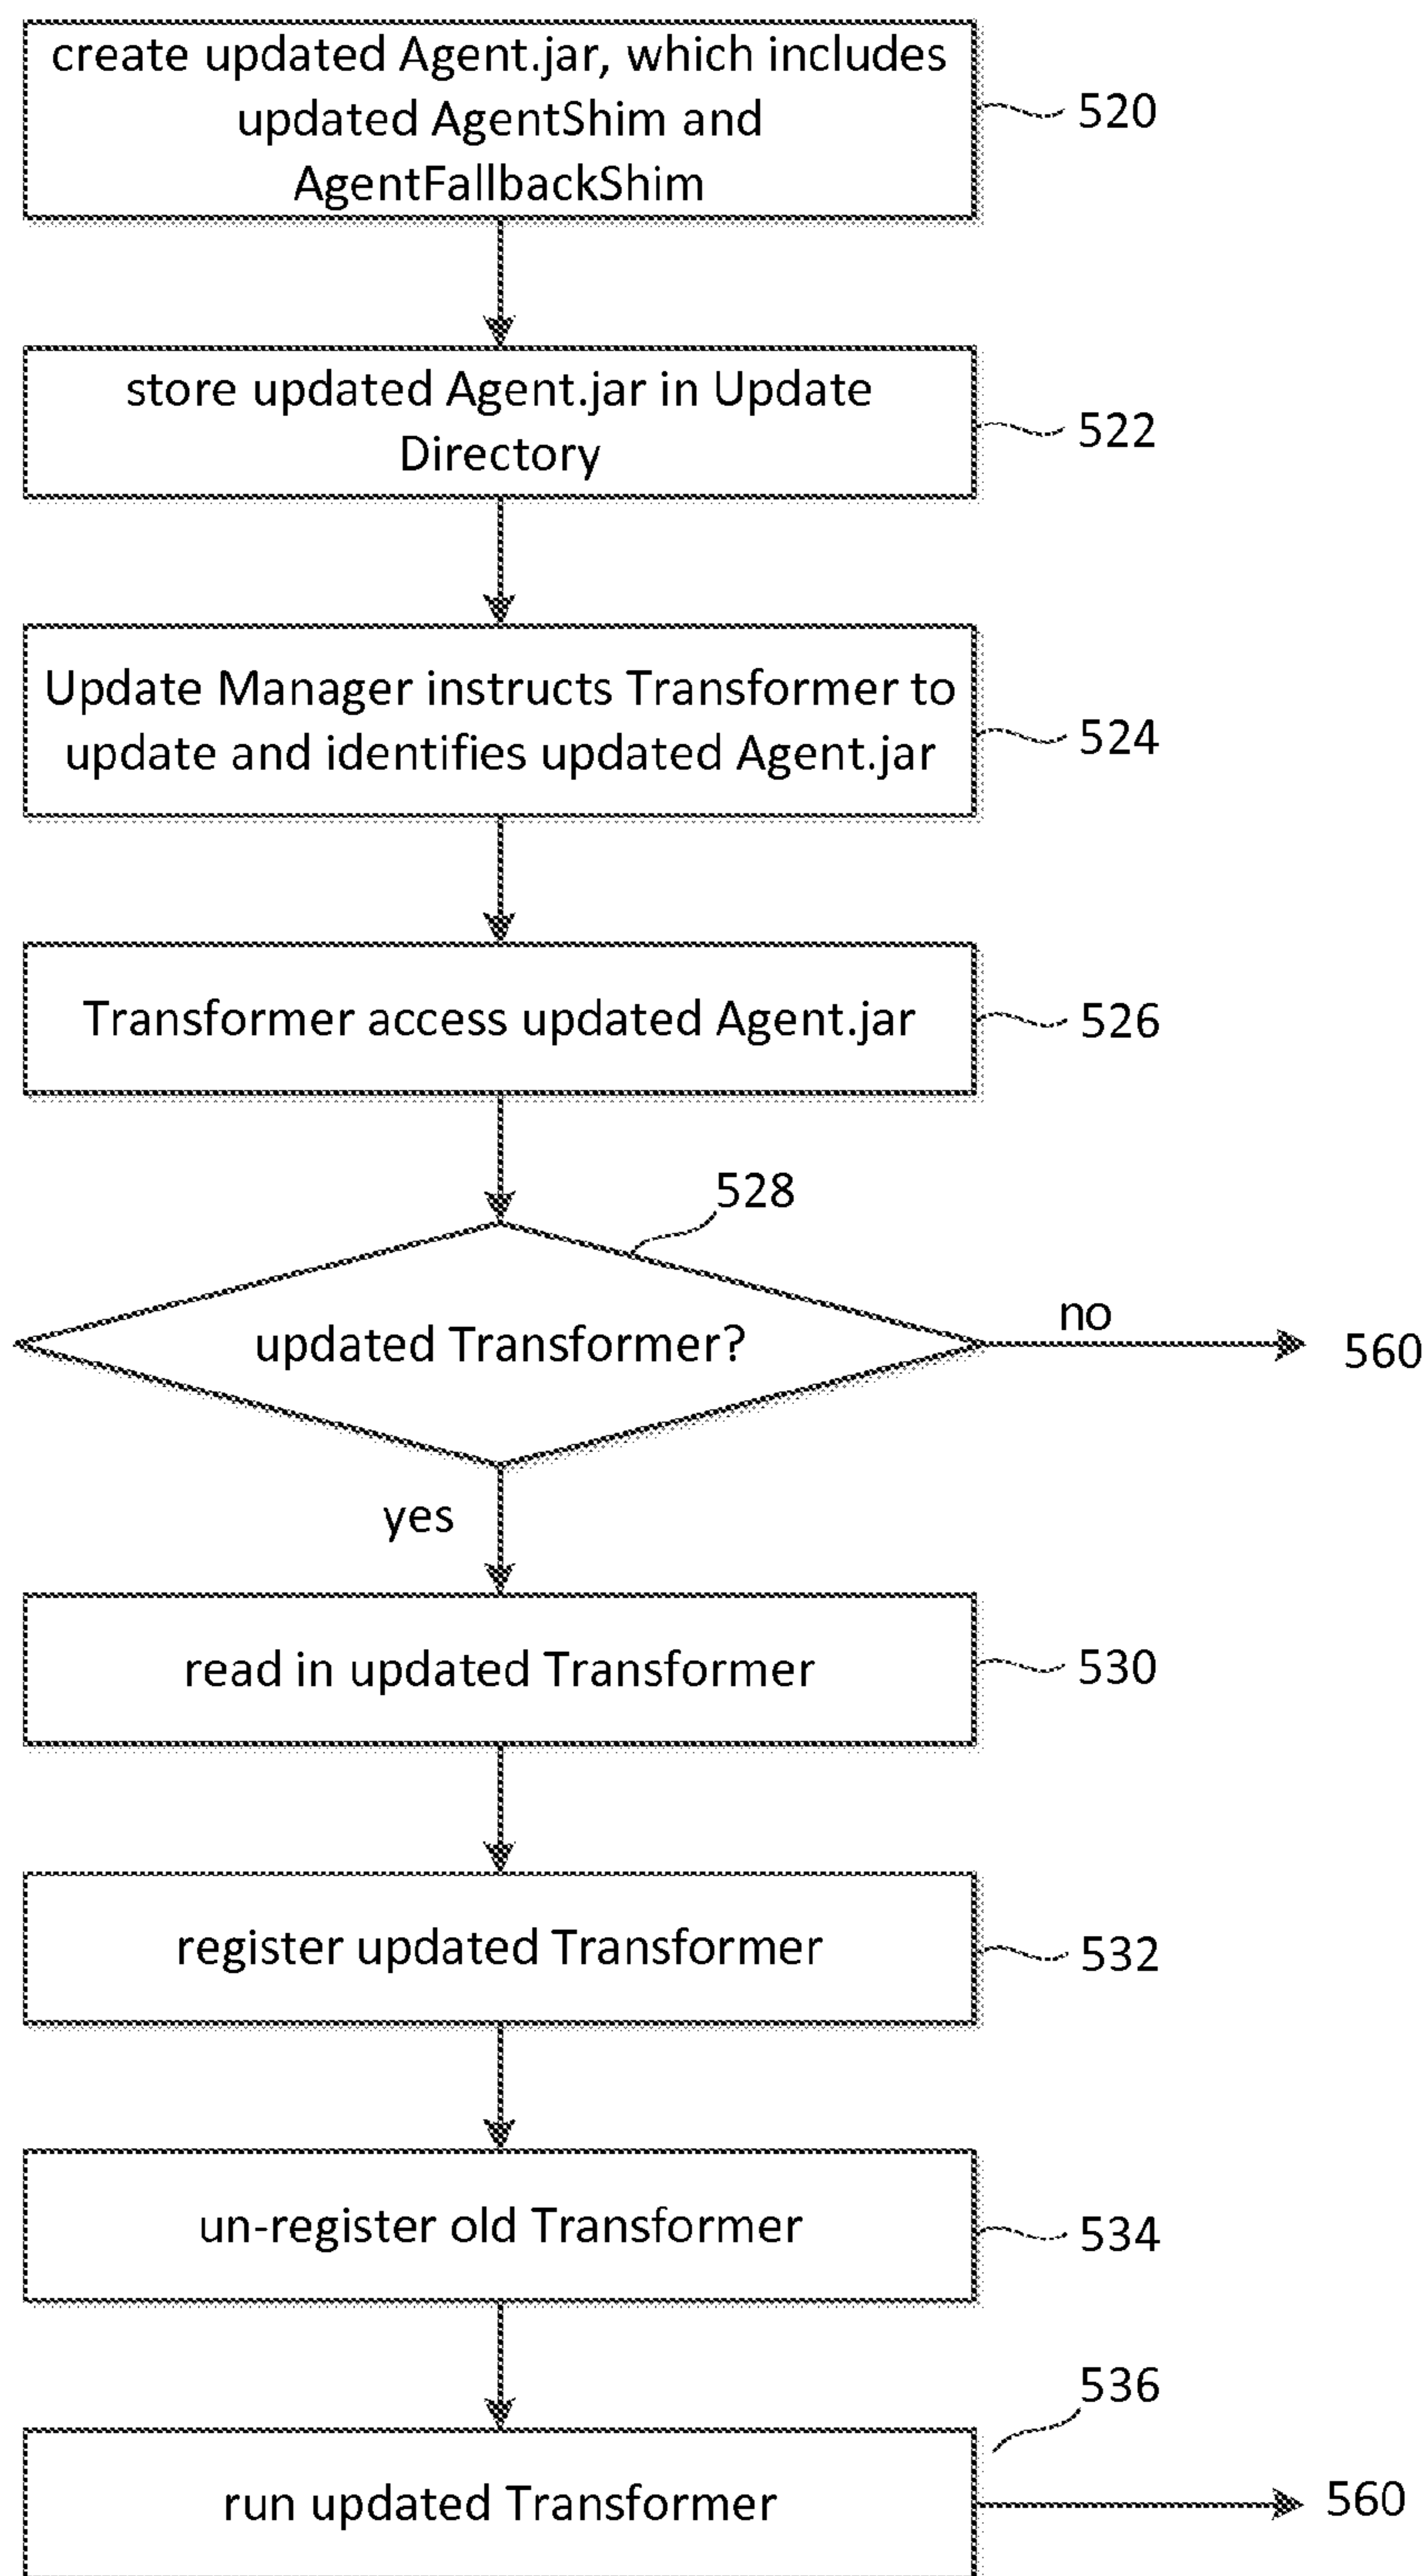 create updated Agent.jar, which includes
updated AgentShim and
AgentFallbackShim
520
store updated Agent.jar in Update
Directory
522
Update Manager instructs Transformer to
update and identifies updated Agent.jar
524
Transformer access updated Agent.jar
526
528
updated Transformer?
no
560
yes
read in updated Transformer
530
register updated Transformer
532
un-register old Transformer
534
536
run updated Transformer
560